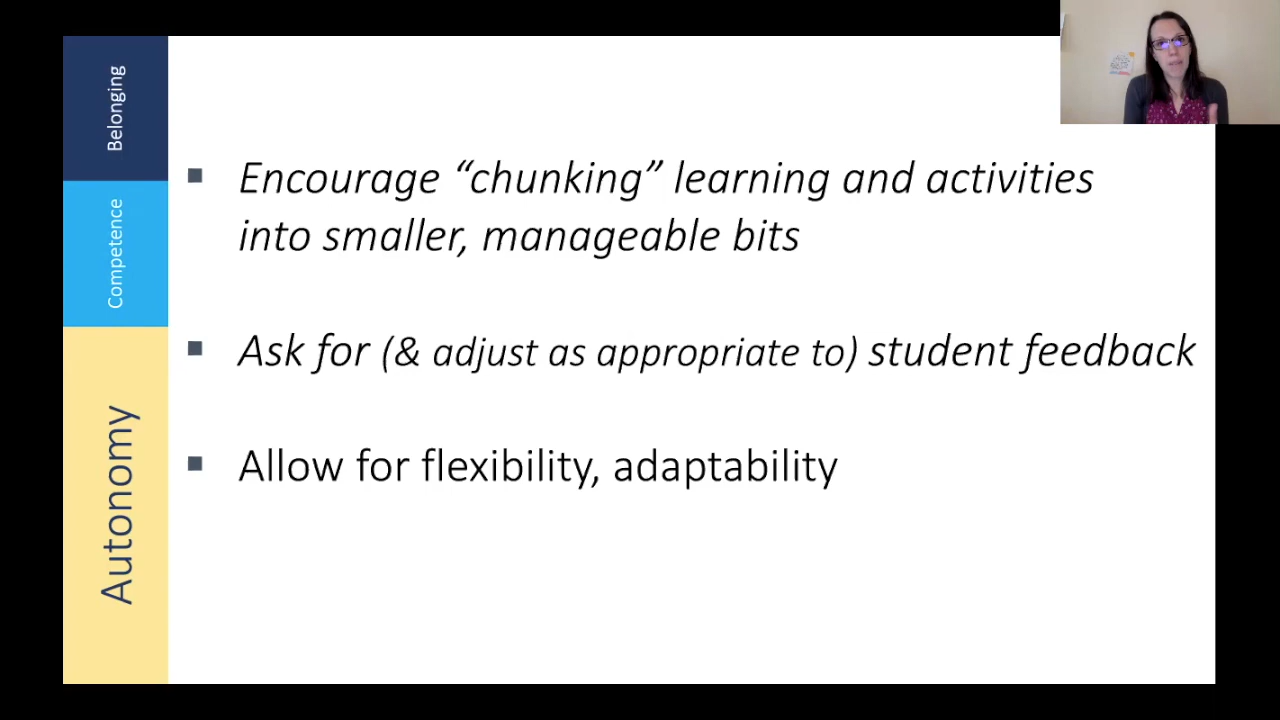 Belonging
Competence
Autonomy
▪ Encourage “chunking” learning and activities
into smaller, manageable bits
▪ Ask for (& adjust as appropriate to) student feedback
▪ Allow for flexibility, adaptability